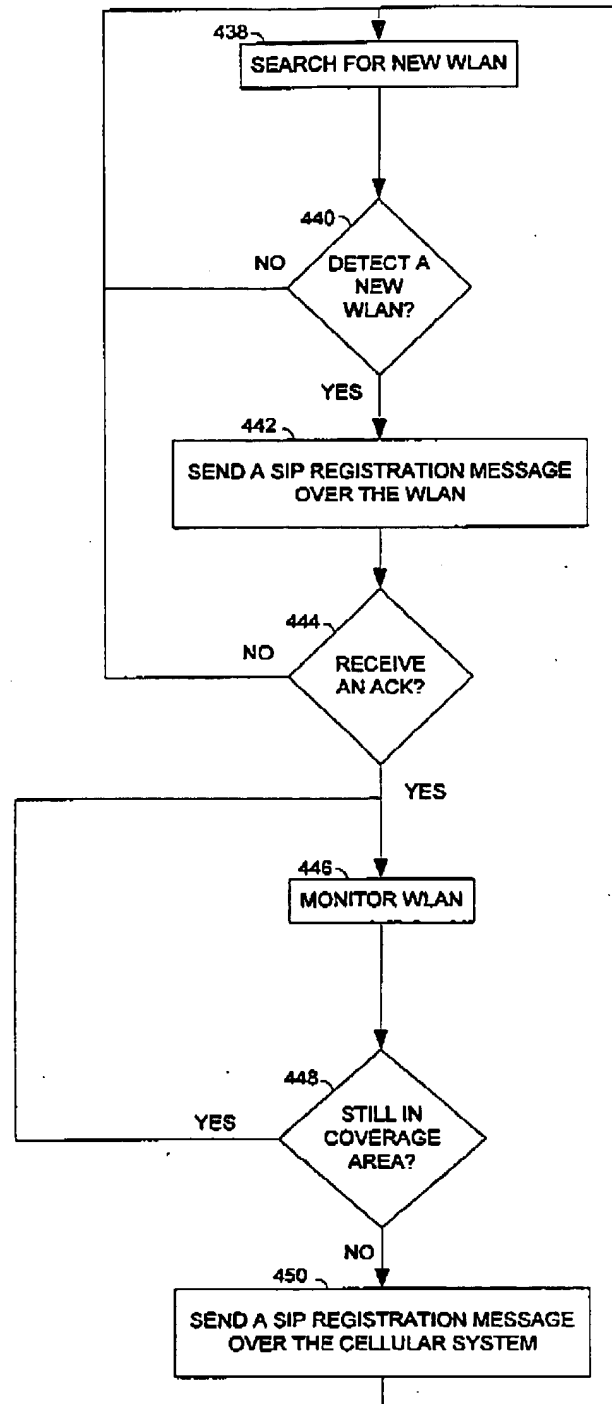 438
SEARCH FOR NEW WLAN
440
NO
DETECT A
NEW
WLAN?
YES
442
SEND A SIP REGISTRATION MESSAGE
OVER THE WLAN
444
NO
RECEIVE
AN ACK?
YES
446
MONITOR WLAN
448
YES
STILL IN
COVERAGE
AREA?
NO
450
SEND A SIP REGISTRATION MESSAGE
OVER THE CELLULAR SYSTEM